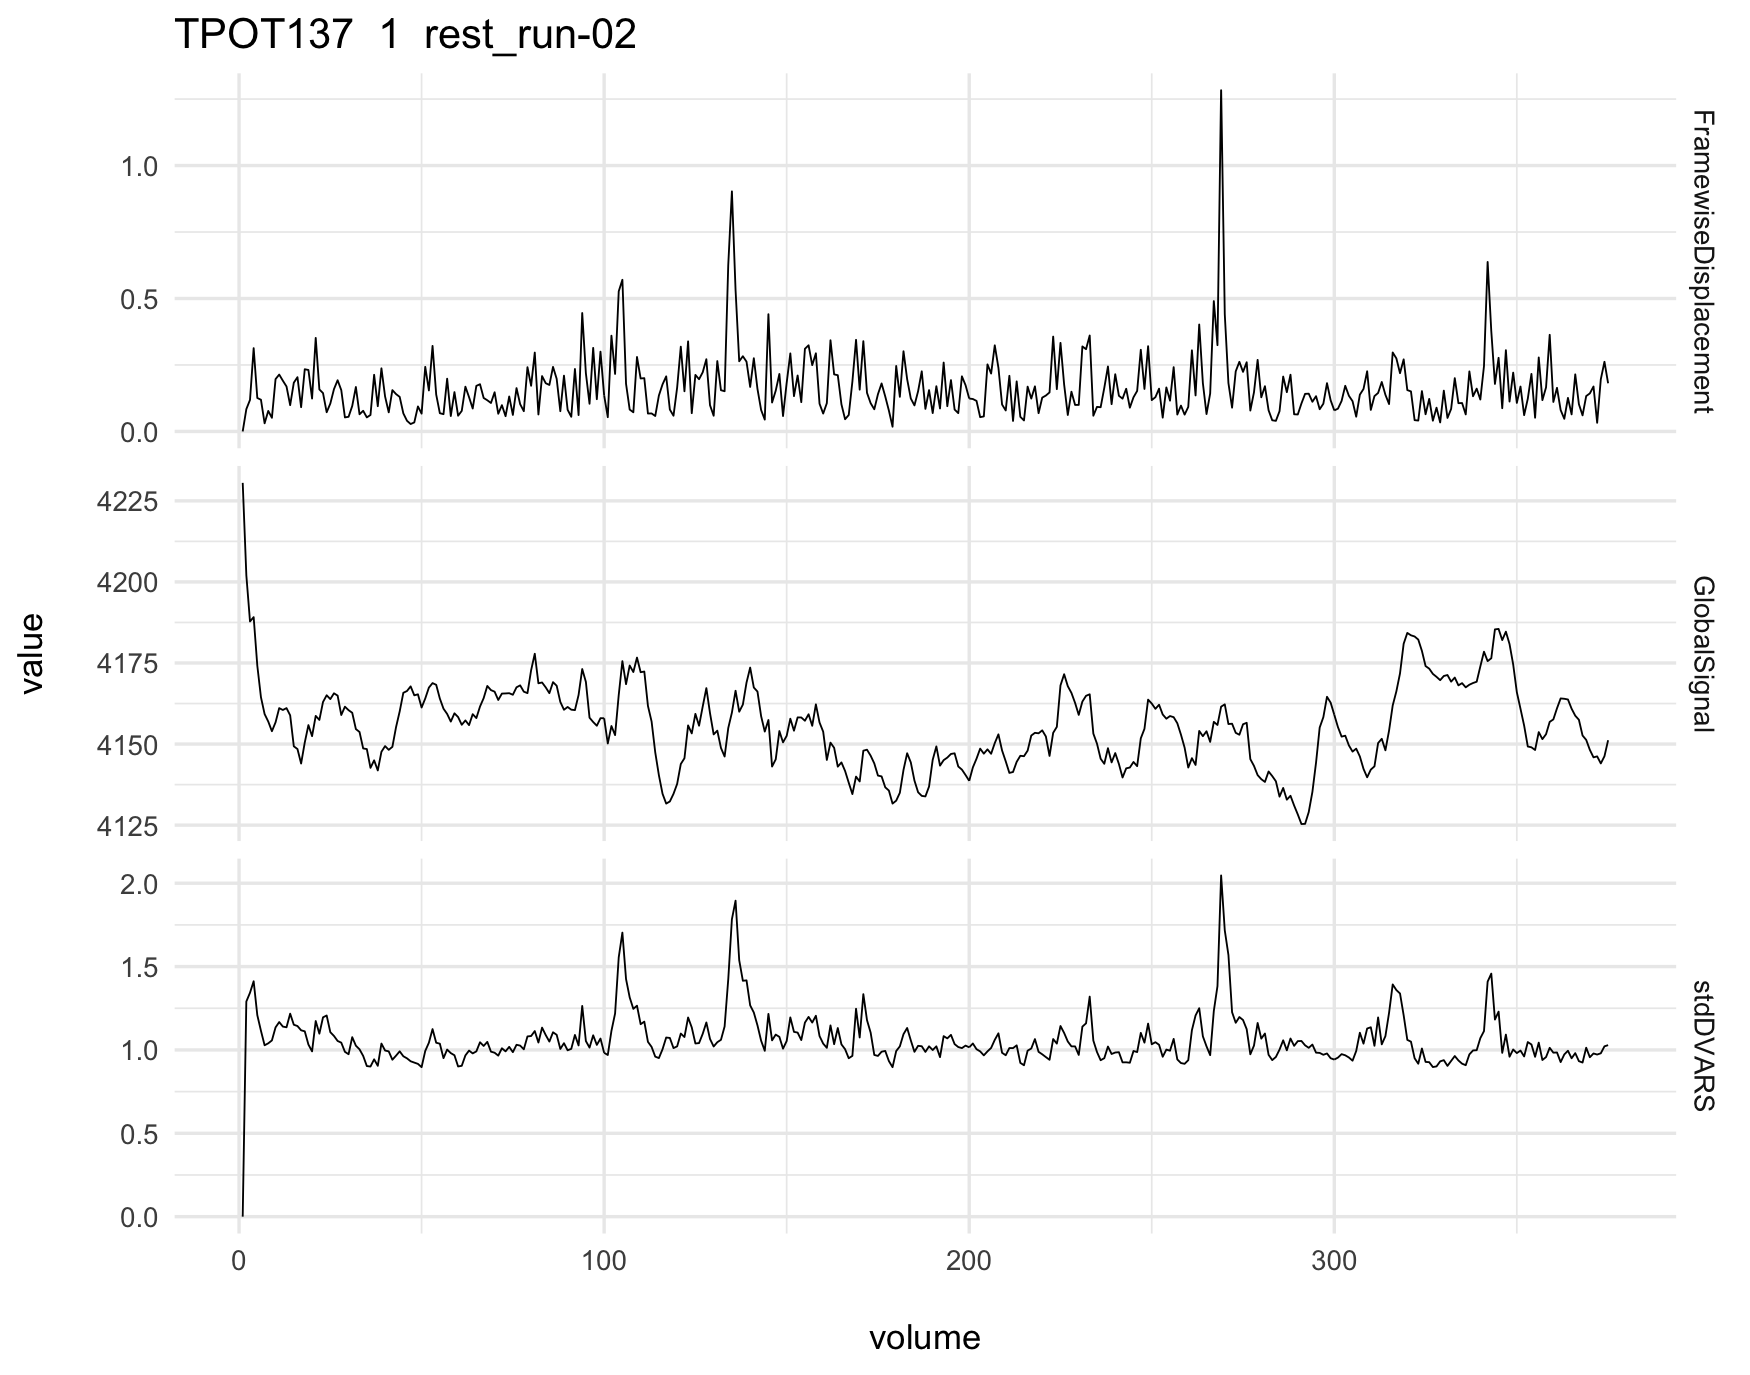 TPOT137 1 rest_run-02
1.0
0.5
0.0
FramewiseDisplacement
4225
4200
4175
4150
4125
GlobalSignal
value
2.0
1.5
1.0
0.5
0.0
stdDVARS
0 100 200 300
volume